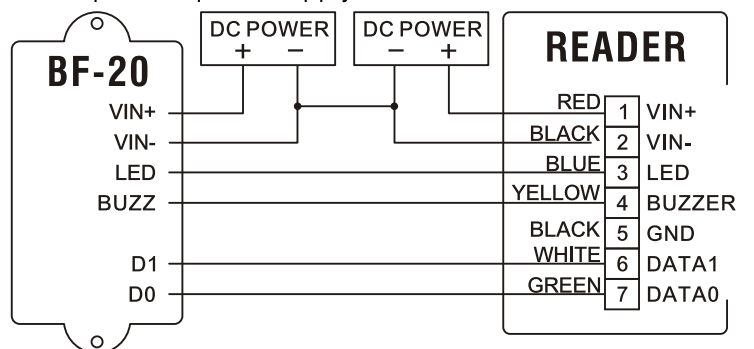 DC POWER DC POWER
+ − − +
BF-20 READER
VIN+ RED 1 VIN+
VIN- BLACK 2 VIN-
LED BLUE 3 LED
BUZZ YELLOW 4 BUZZER
BLACK 5 GND
D1 WHITE 6 DATA1
D0 GREEN 7 DATA0